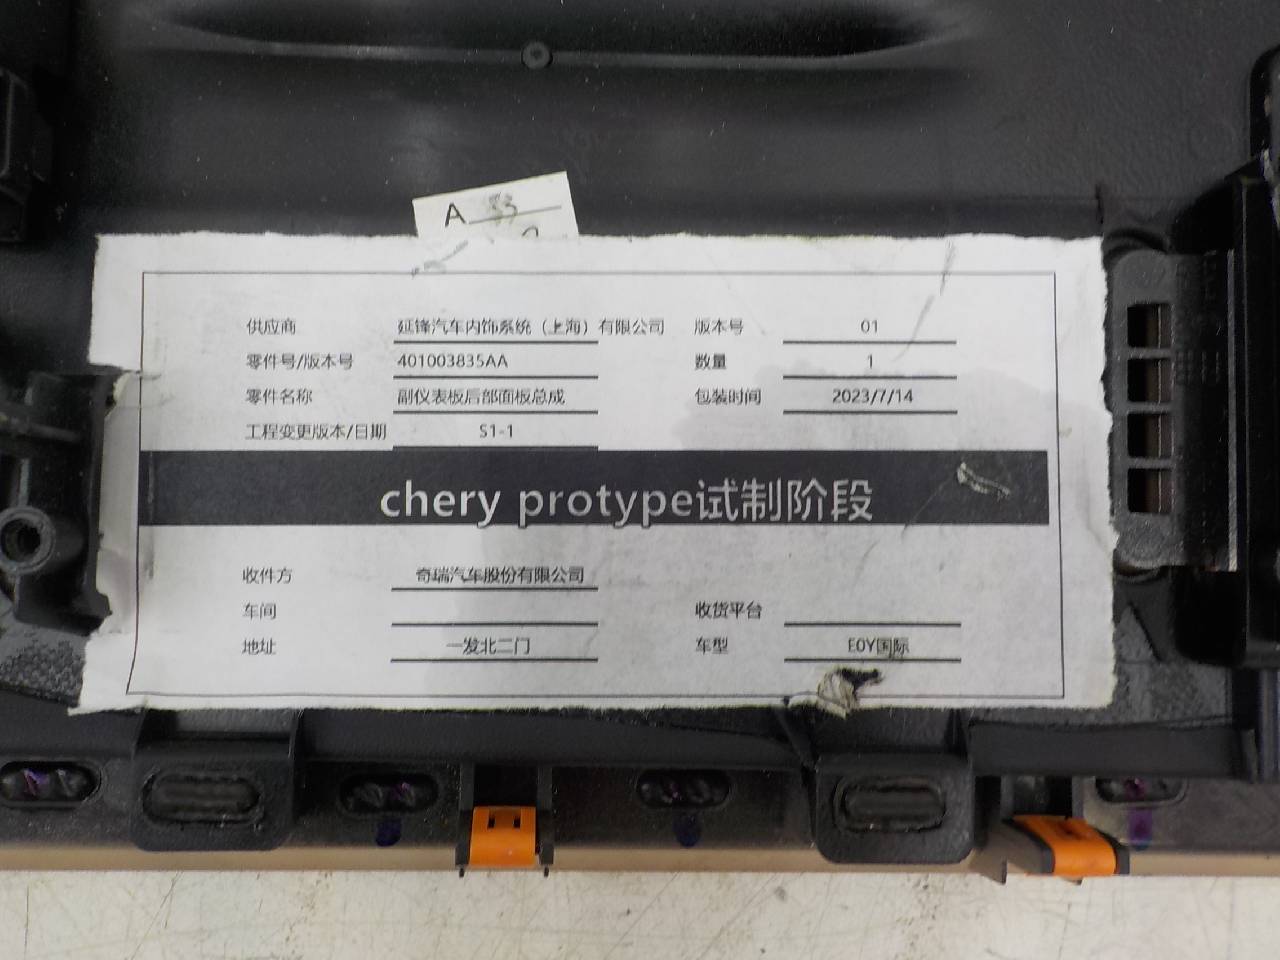 A 53
供应商 延锋汽车内饰系统（上海）有限公司 版本号 01
零件号/版本号 401003835AA 数量 1
零件名称 副仪表板后部面板总成 包装时间 2023/7/14
工程变更版本/日期 S1-1
chery protype试制阶段
收件方 奇瑞汽车股份有限公司
车间 收货平台
地址 一发北二门 车型 E0Y国际